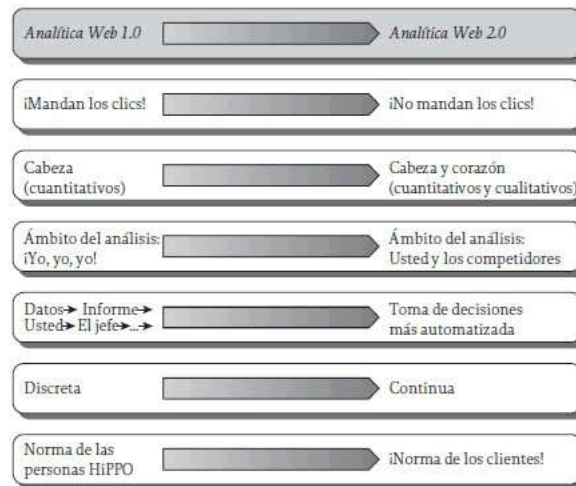 Analítica Web 1.0 Analítica Web 2.0
¡Mandan los clics! ¡No mandan los clics!
Cabeza Cabeza y corazón
(cuantitativos) (cuantitativos y cualitativos)
Ámbito del análisis: Ámbito del análisis:
¡Yo, yo, yo! Usted y los competidores
Datos→ Informe→ Toma de decisiones
Usted→ El jefe→...→ más automatizada
Discreta Continua
Norma de las
personas HiPPO ¡Norma de los clientes!